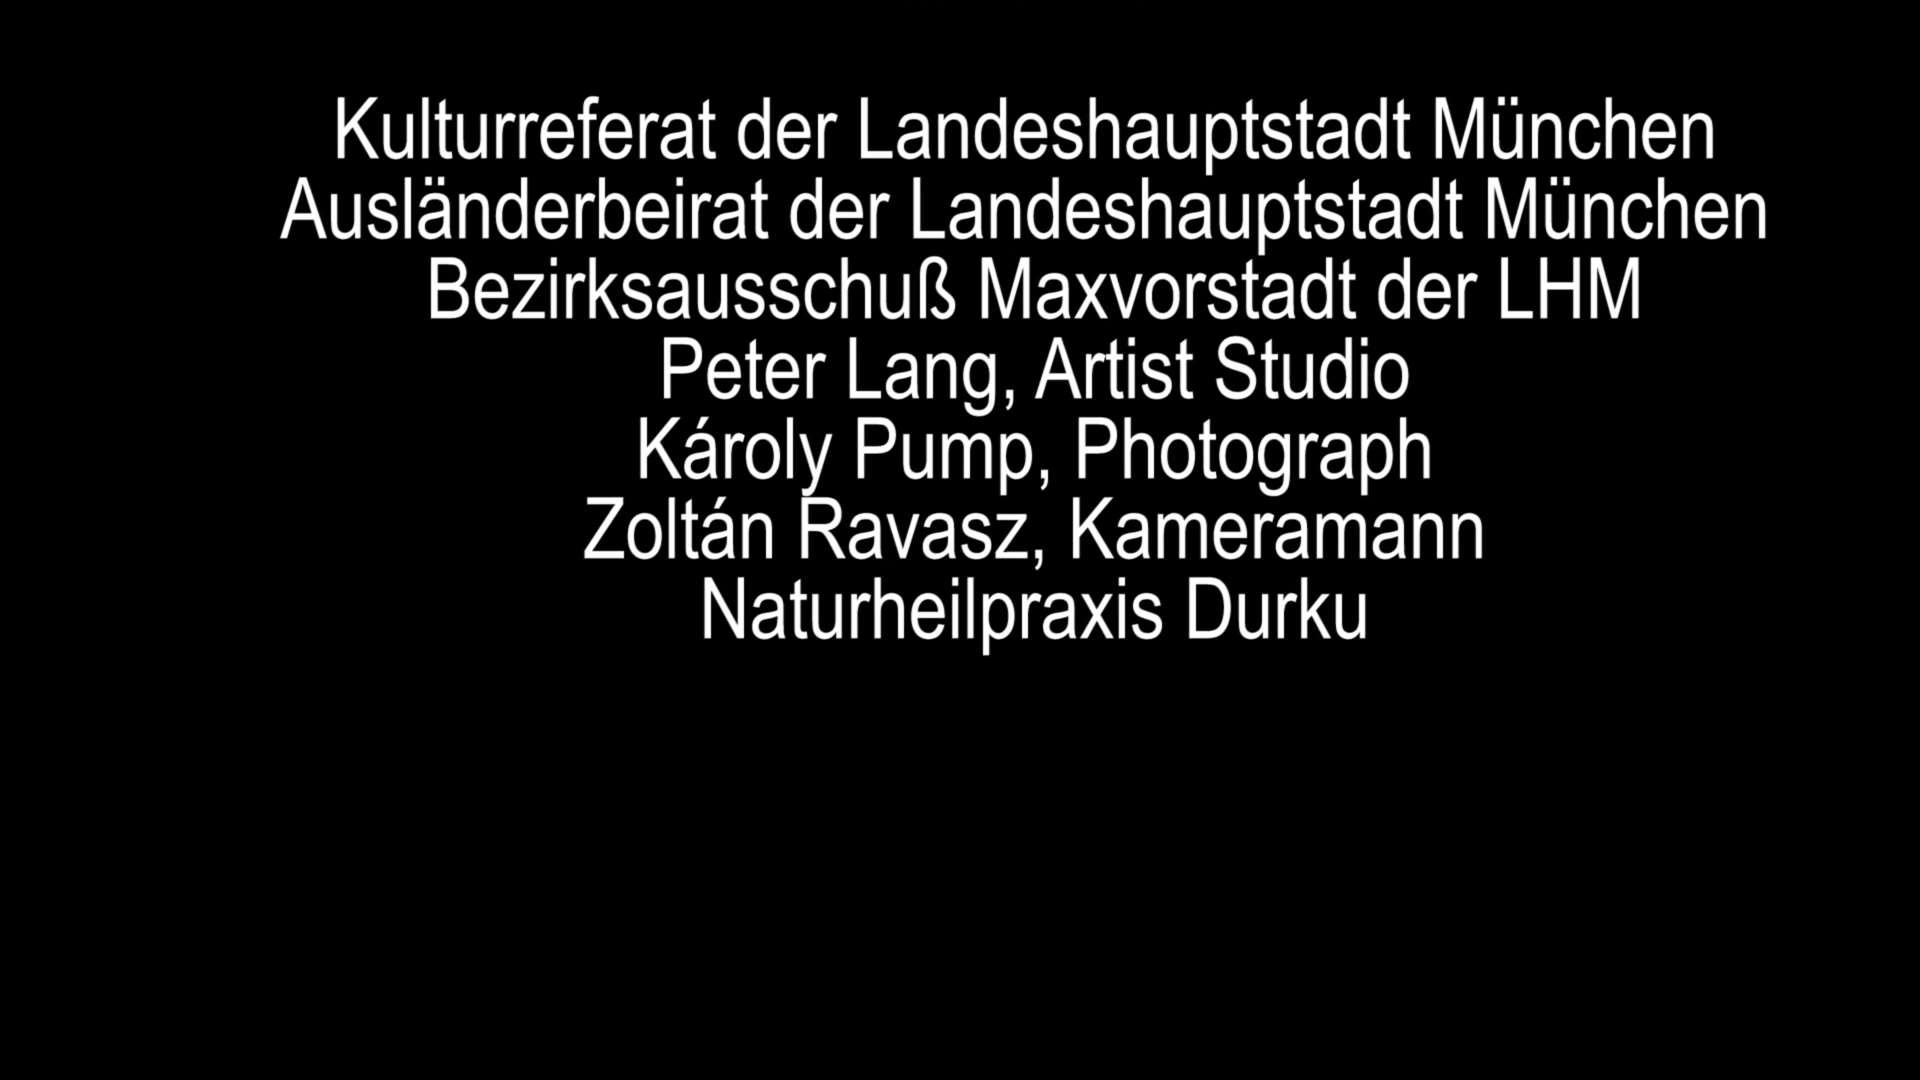 Kulturreferat der Landeshauptstadt München
Ausländerbeirat der Landeshauptstadt München
Bezirksausschuß Maxvorstadt der LHM
Peter Lang, Artist Studio
Károly Pump, Photograph
Zoltán Ravasz, Kameramann
Naturheilpraxis Durku